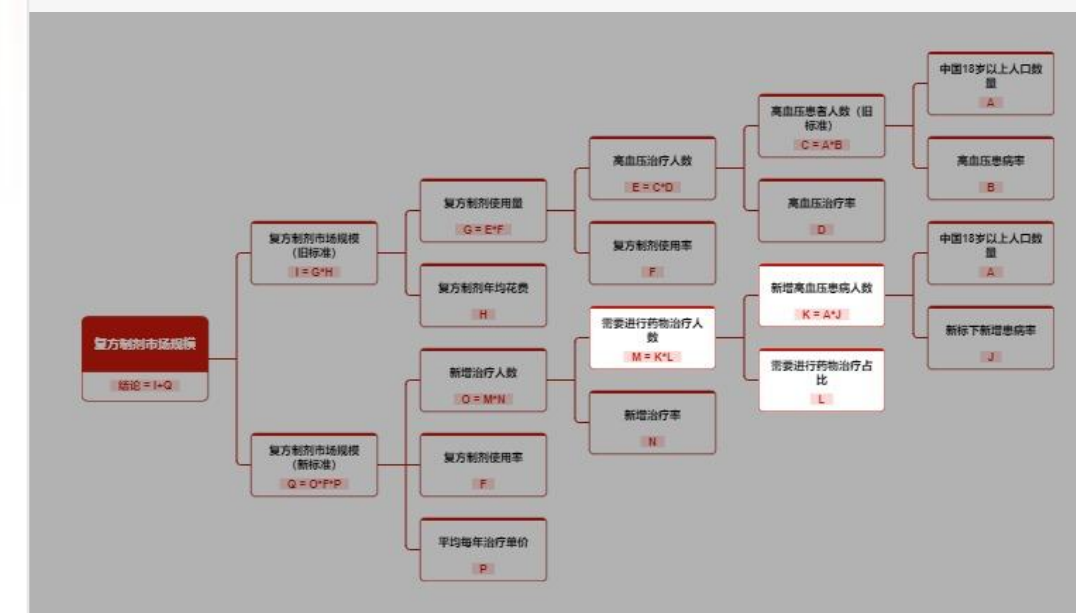 中国18岁以上人口数
量
A
高血压患者人数（旧
标准）
C = A*B
高血压治疗人数
E = C*D
高血压患病率
B
复方制剂使用量
G = E*F
高血压治疗率
D
复方制剂市场规模
（旧标准）
I = G*H
复方制剂使用率
F
中国18岁以上人口数
量
A
复方制剂年均花费
H
新增高血压患病人数
K = A*J
需要进行药物治疗人
数
M = K*L
新标下新增患病率
J
复方制剂市场规模
结论 = I+Q
新增治疗人数
O = M*N
需要进行药物治疗占
比
L
新增治疗率
N
复方制剂市场规模
（新标准）
Q = O*F*P
复方制剂使用率
F
平均每年治疗单价
P